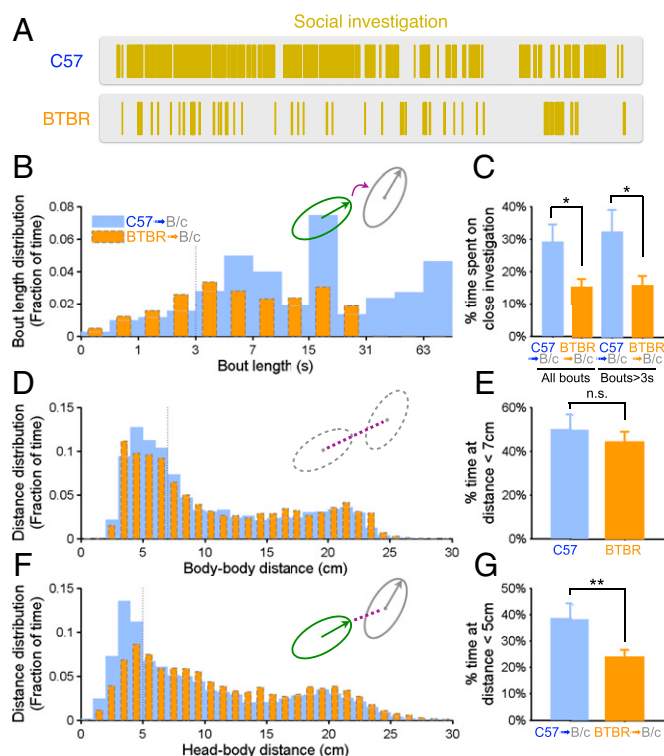 A
Social investigation
C57
BTBR
B
Bout length distribution
(Fraction of time)
0.08
0.06
0.04
0.02
0
C57→B/c
BTBR→B/c
0 1 3 7 15 31 63
Bout length (s)
C
% time spent on
close investigation
40%
30%
20%
10%
0%
* *
C57 BTBR C57 BTBR
→B/c →B/c →B/c →B/c
All bouts Bouts>3s
D
Distance distribution
(Fraction of time)
0.15
0.1
0.05
0
0 5 10 15 20 25 30
Body-body distance (cm)
E
% time at
distance < 7cm
n.s.
60%
40%
20%
0%
C57 BTBR
F
Distance distribution
(Fraction of time)
0.15
0.1
0.05
0
0 5 10 15 20 25 30
Head-body distance (cm)
G
% time at
distance < 5cm
**
50%
40%
30%
20%
10%
0%
C57→B/c BTBR→B/c